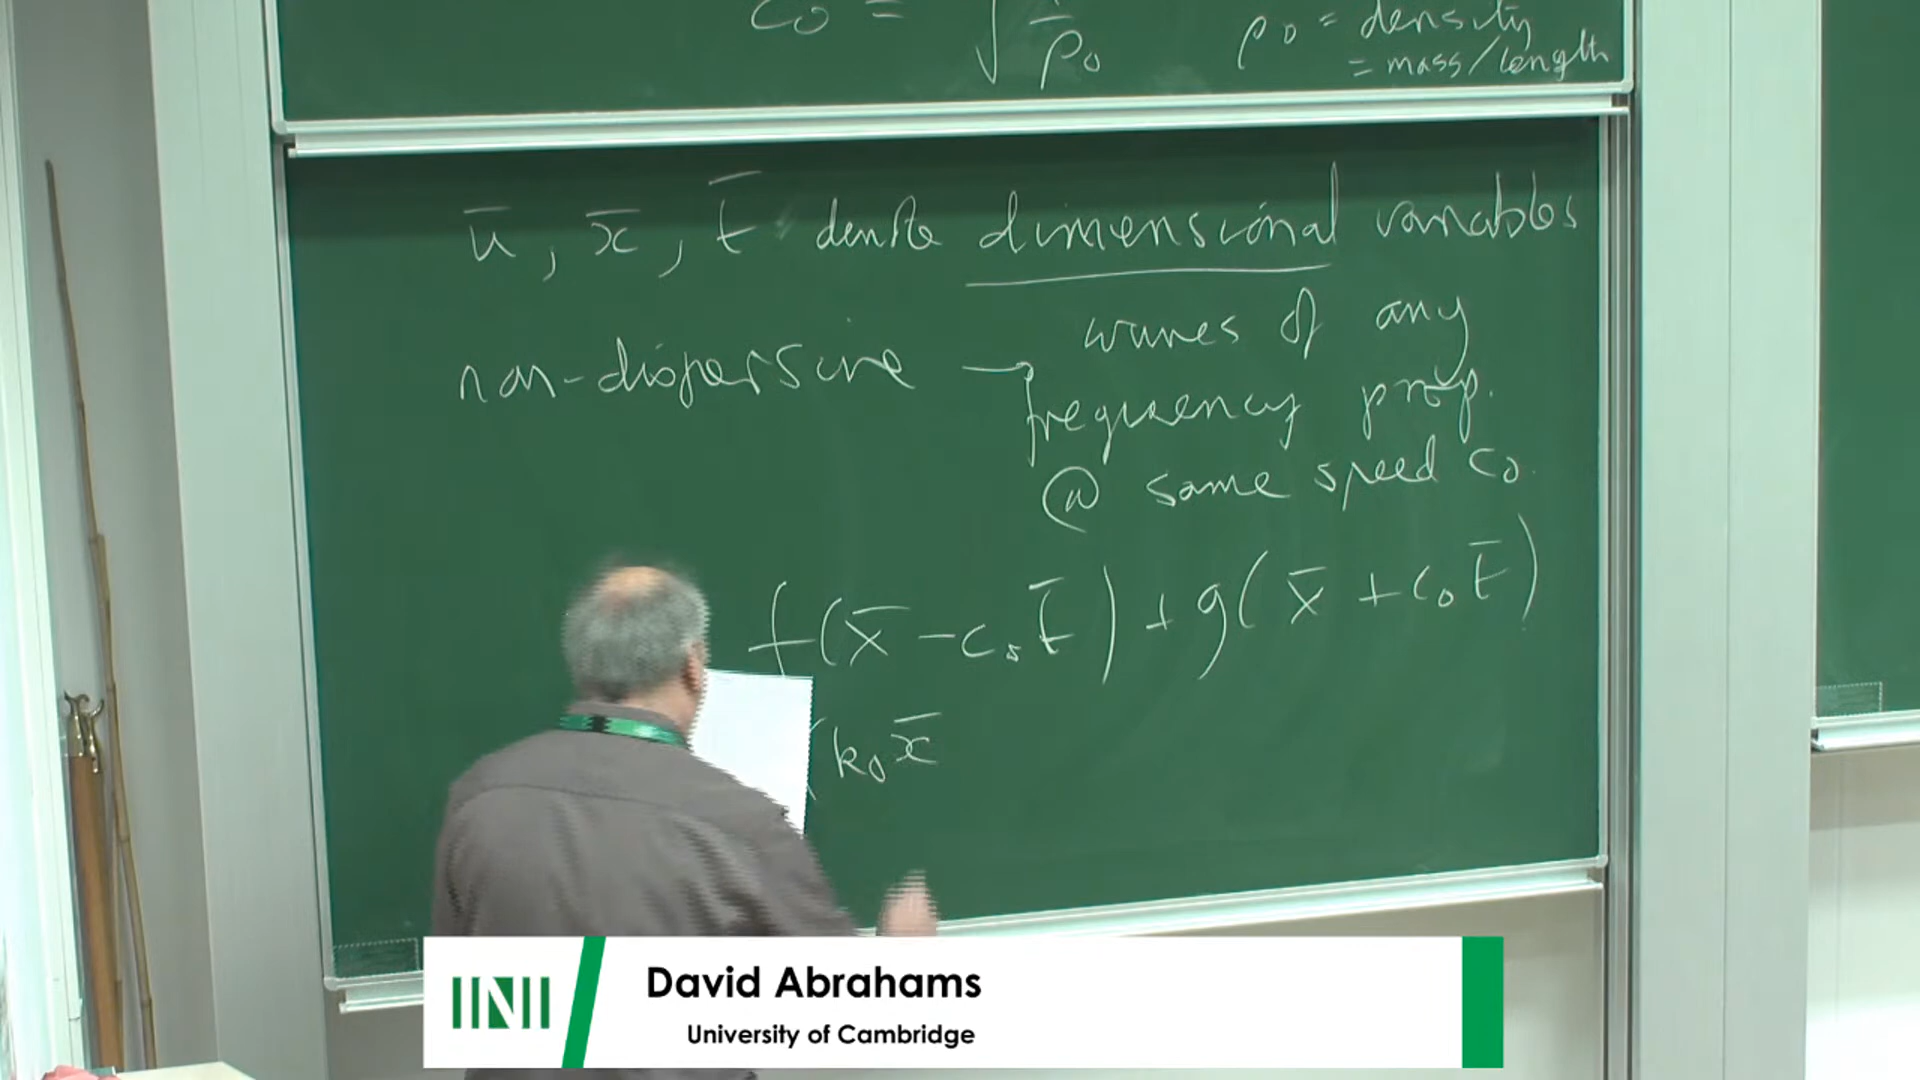 c₀ = √ /ρ₀ ρ₀ = density
= mass/length
ū, x̄, t̄ denote dimensional variables
non-dispersive → waves of any
frequency prop.
@ same speed c₀.
f(x̄ - c₀t̄) + g(x̄ + c₀t̄)
(k₀x̄
INI
David Abrahams
University of Cambridge